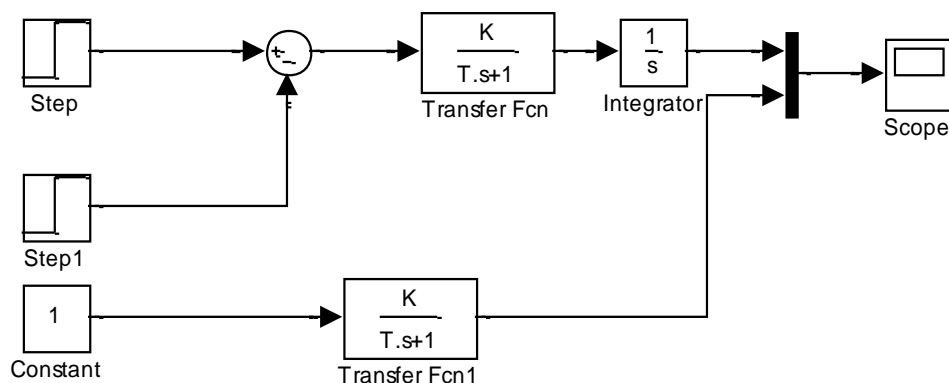 Step
+
–
K
T.s+1
Transfer Fcn
1
s
Integrator
Scope
Step1
1
Constant
K
T.s+1
Transfer Fcn1